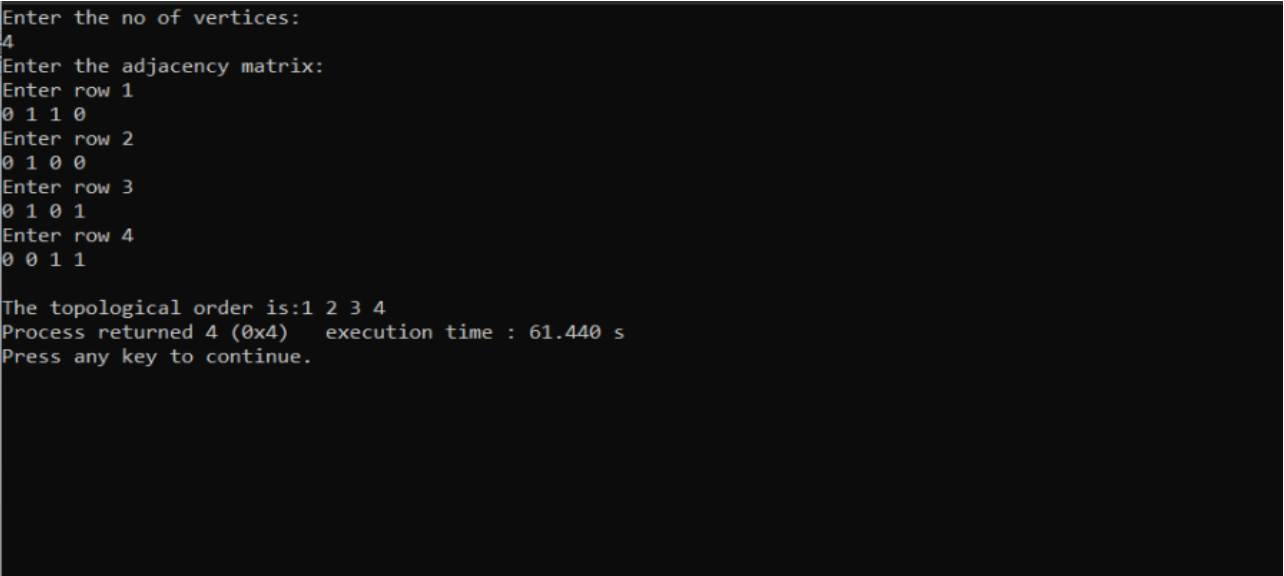 Enter the no of vertices:
4
Enter the adjacency matrix:
Enter row 1
0 1 1 0
Enter row 2
0 1 0 0
Enter row 3
0 1 0 1
Enter row 4
0 0 1 1
The topological order is:1 2 3 4
Process returned 4 (0x4)   execution time : 61.440 s
Press any key to continue.